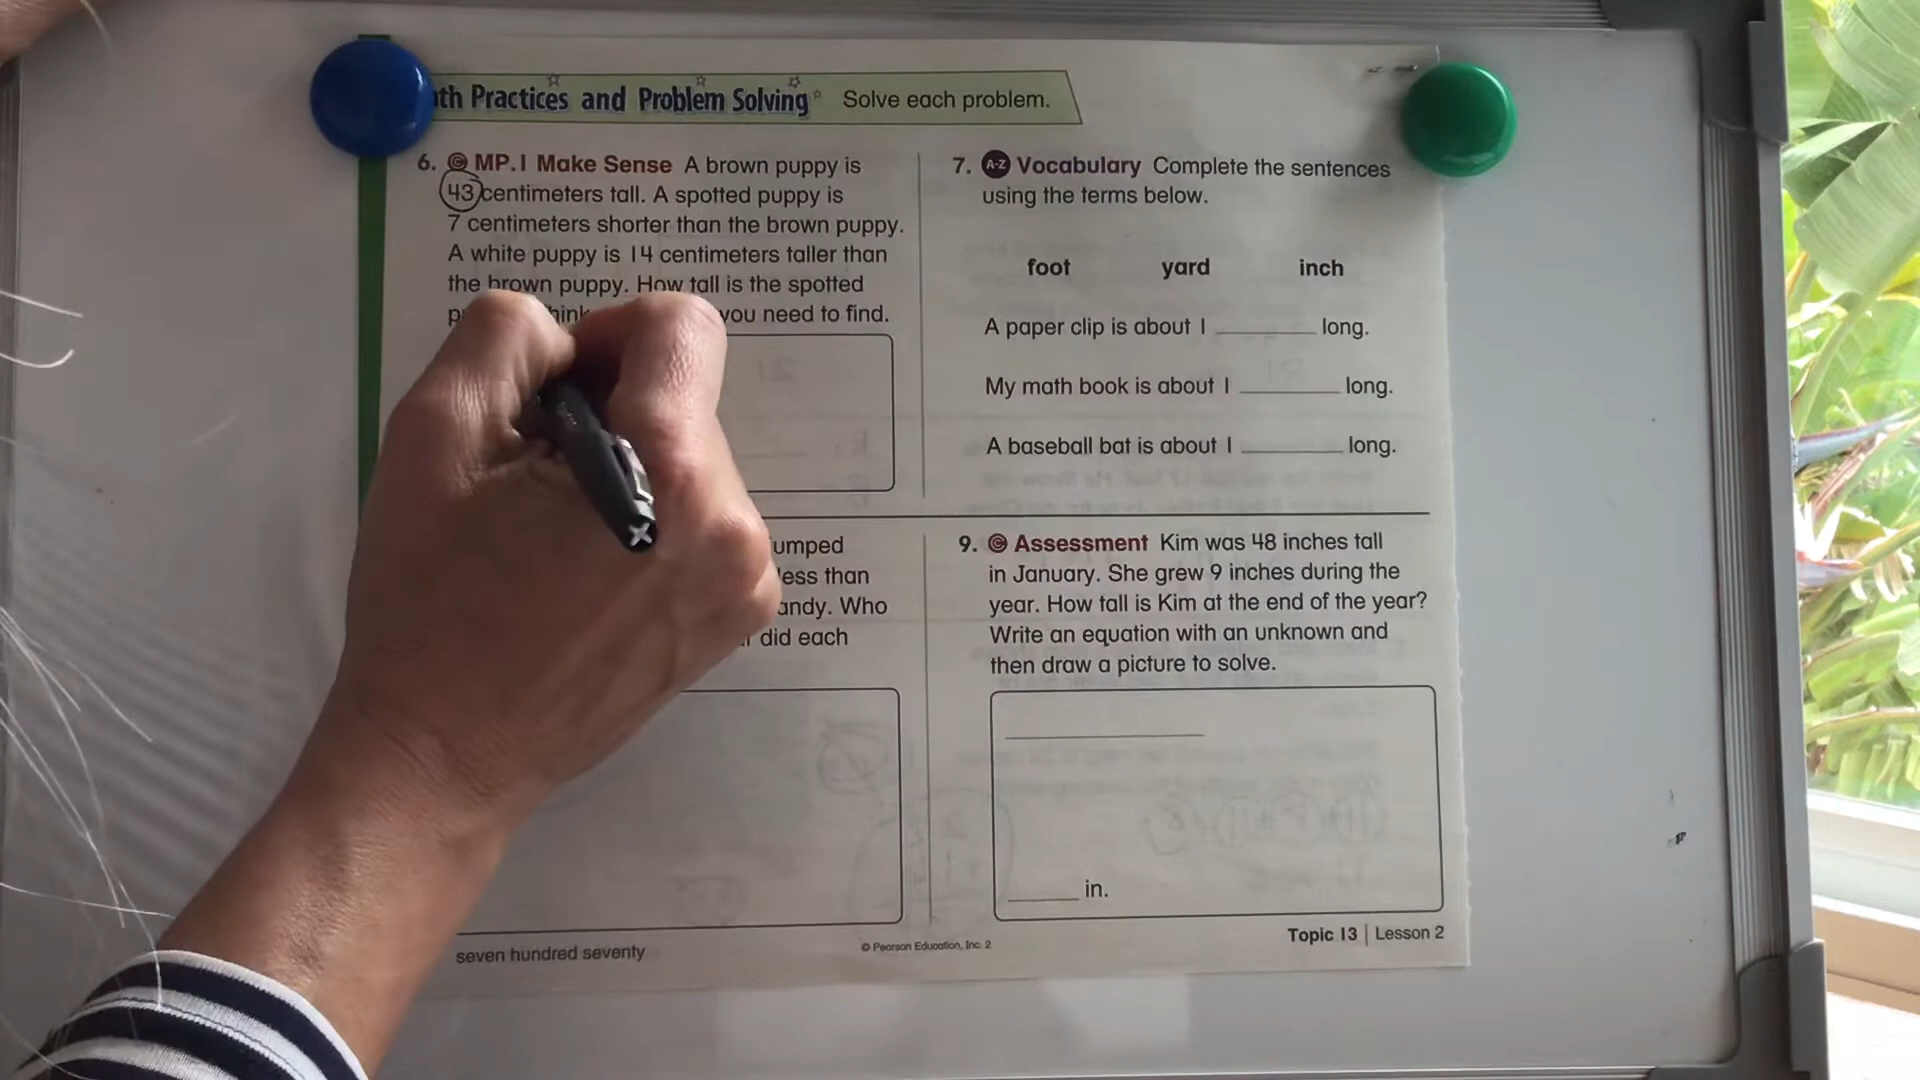 th Practices and Problem Solving Solve each problem.
6. © MP.1 Make Sense A brown puppy is
43 centimeters tall. A spotted puppy is
7 centimeters shorter than the brown puppy.
A white puppy is 14 centimeters taller than
the brown puppy. How tall is the spotted
you need to find.
umped
less than
andy. Who
did each
seven hundred seventy
7. A-Z Vocabulary Complete the sentences
using the terms below.
foot yard inch
A paper clip is about 1 ________ long.
My math book is about 1 ________ long.
A baseball bat is about 1 ________ long.
9. © Assessment Kim was 48 inches tall
in January. She grew 9 inches during the
year. How tall is Kim at the end of the year?
Write an equation with an unknown and
then draw a picture to solve.
______ in.
© Pearson Education, Inc. 2
Topic 13 | Lesson 2